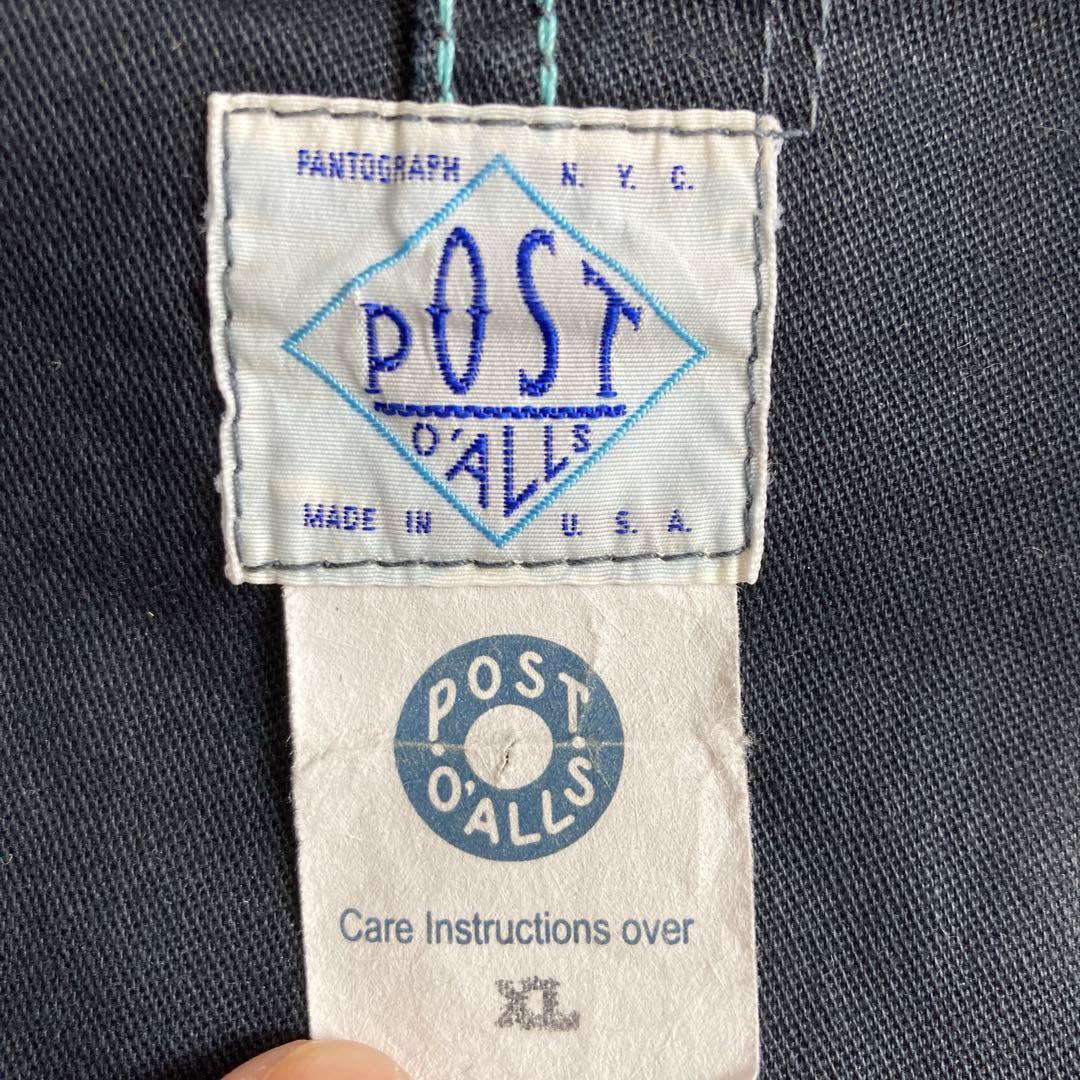 PANTOGRAPH N. Y. C.
POST
O'ALLS
MADE IN U. S. A.
POST
O'ALLS
Care Instructions over
XL